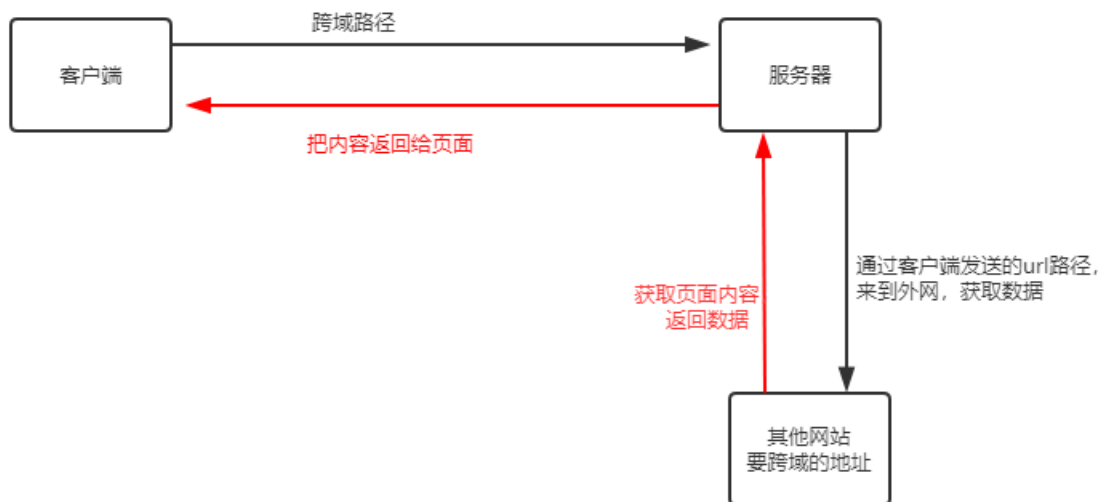 跨域路径
客户端
服务器
把内容返回给页面
通过客户端发送的url路径，
来到外网，获取数据
获取页面内容
返回数据
其他网站
要跨域的地址